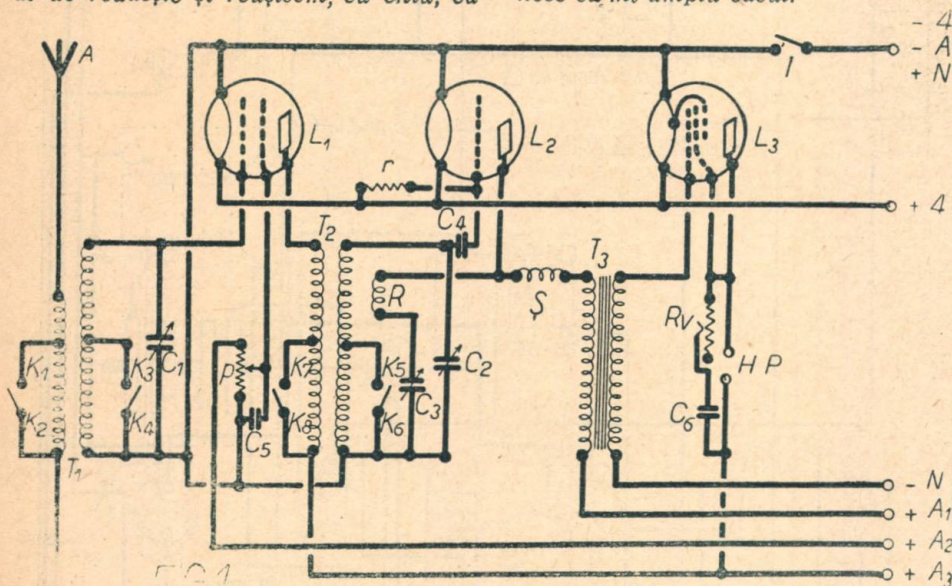 - 4
- A
+ N
A
I
L1
L2
L3
r
+ 4
C4
T2
T3
R
Ș
Rv
H P
K1
K2
K3
K4
C1
P
K7
K8
C5
K5
K6
C3
C2
C6
T1
- N
+ A1
+ A2
+ A